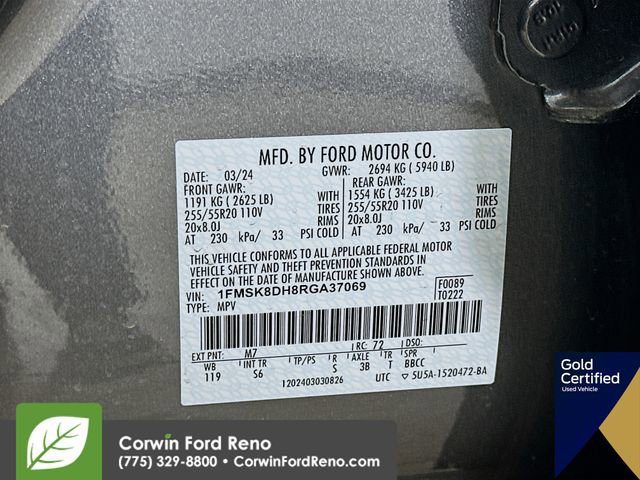 MFD. BY FORD MOTOR CO.
DATE: 03/24 GVWR: 2694 KG ( 5940 LB)
FRONT GAWR: REAR GAWR:
1191 KG ( 2625 LB) WITH 1554 KG ( 3425 LB) WITH
255/55R20 110V TIRES 255/55R20 110V TIRES
20x8.0J RIMS 20x8.0J RIMS
AT 230 kPa/ 33 PSI COLD AT 230 kPa/ 33 PSI COLD
THIS VEHICLE CONFORMS TO ALL APPLICABLE FEDERAL MOTOR
VEHICLE SAFETY AND THEFT PREVENTION STANDARDS IN
EFFECT ON THE DATE OF MANUFACTURE SHOWN ABOVE.
VIN: 1FMSK8DH8RGA37069 F0089
TYPE: MPV T0222
EXT PNT: M7 RC: 72 DSO:
WB INT TR TP/PS R AXLE TR SPR
119 S6 S 3B T BBCC
1202403030826 UTC 5U5A-1520472-BA
Gold
Certified
Used Vehicle
Corwin Ford Reno
(775) 329-8800 • CorwinFordReno.com